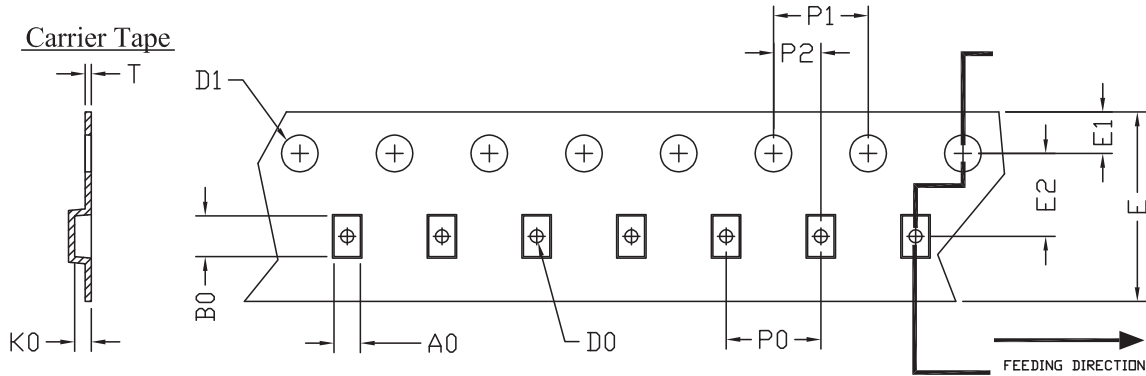 Carrier Tape
T
D1
P1
P2
E1
E2
E
B0
K0
A0
D0
P0
FEEDING DIRECTION